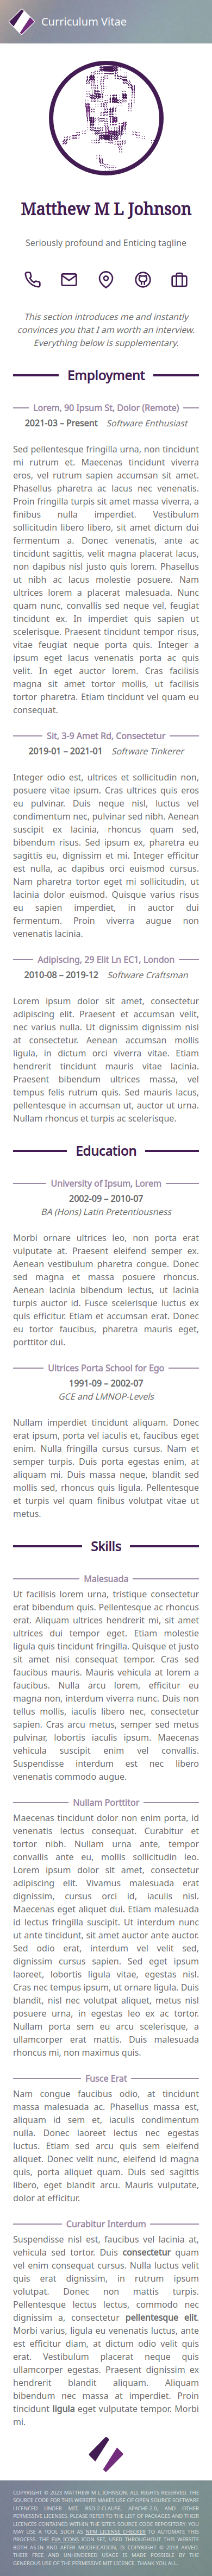 Curriculum Vitae
Matthew M L Johnson
Seriously profound and Enticing tagline
This section introduces me and instantly
convinces you that I am worth an interview.
Everything below is supplementary.
Employment
Lorem, 90 Ipsum St, Dolor (Remote)
2021-03 – Present Software Enthusiast
Sed pellentesque fringilla urna, non tincidunt
mi rutrum et. Maecenas tincidunt viverra
eros, vel rutrum sapien accumsan sit amet.
Phasellus pharetra ac lacus nec venenatis.
Proin fringilla turpis sit amet massa viverra, a
finibus nulla imperdiet. Vestibulum
sollicitudin libero libero, sit amet dictum dui
fermentum a. Donec venenatis, ante ac
tincidunt sagittis, velit magna placerat lacus,
non dapibus nisl justo quis lorem. Phasellus
ut nibh ac lacus molestie posuere. Nam
ultrices lorem a placerat malesuada. Nunc
quam nunc, convallis sed neque vel, feugiat
tincidunt ex. In imperdiet quis sapien ut
scelerisque. Praesent tincidunt tempor risus,
vitae feugiat neque porta quis. Integer a
ipsum eget lacus venenatis porta ac quis
velit. In eget auctor lorem. Cras facilisis
magna sit amet tortor mollis, ut facilisis
tortor pharetra. Etiam tincidunt vel quam eu
consequat.
Sit, 3-9 Amet Rd, Consectetur
2019-01 – 2021-01 Software Tinkerer
Integer odio est, ultrices et sollicitudin non,
posuere vitae ipsum. Cras ultrices quis eros
eu pulvinar. Duis neque nisl, luctus vel
condimentum nec, pulvinar sed nibh. Aenean
suscipit ex lacinia, rhoncus quam sed,
bibendum risus. Sed ipsum ex, pharetra eu
sagittis eu, dignissim et mi. Integer efficitur
est nulla, ac dapibus orci euismod cursus.
Nam pharetra tortor eget mi sollicitudin, ut
lacinia dolor euismod. Quisque varius risus
eu sapien imperdiet, in auctor dui
fermentum. Proin viverra augue non
venenatis lacinia.
Adipiscing, 29 Elit Ln EC1, London
2010-08 – 2019-12 Software Craftsman
Lorem ipsum dolor sit amet, consectetur
adipiscing elit. Praesent et accumsan velit,
nec varius nulla. Ut dignissim dignissim nisi
at consectetur. Aenean accumsan mollis
ligula, in dictum orci viverra vitae. Etiam
hendrerit tincidunt mauris vitae lacinia.
Praesent bibendum ultrices massa, vel
tempus felis rutrum quis. Sed mauris lacus,
pellentesque in accumsan ut, auctor ut urna.
Nullam rhoncus et turpis ac scelerisque.
Education
University of Ipsum, Lorem
2002-09 – 2010-07
BA (Hons) Latin Pretentiousness
Morbi ornare ultrices leo, non porta erat
vulputate at. Praesent eleifend semper ex.
Aenean vestibulum pharetra congue. Donec
sed magna et massa posuere rhoncus.
Aenean lacinia bibendum lectus, ut lacinia
turpis auctor id. Fusce scelerisque luctus ex
quis efficitur. Etiam et accumsan erat. Donec
eu tortor faucibus, pharetra mauris eget,
porttitor dui.
Ultrices Porta School for Ego
1991-09 – 2002-07
GCE and LMNOP-Levels
Nullam imperdiet tincidunt aliquam. Donec
erat ipsum, porta vel iaculis et, faucibus eget
enim. Nulla fringilla cursus cursus. Nam et
semper turpis. Duis porta egestas enim, at
aliquam mi. Duis massa neque, blandit sed
mollis sed, rhoncus quis ligula. Pellentesque
et turpis vel quam finibus volutpat vitae ut
metus.
Skills
Malesuada
Ut facilisis lorem urna, tristique consectetur
erat bibendum quis. Pellentesque ac rhoncus
erat. Aliquam ultrices hendrerit mi, sit amet
ultrices dui tempor eget. Etiam molestie
ligula quis tincidunt fringilla. Quisque et justo
sit amet nisi consequat tempor. Cras sed
faucibus mauris. Mauris vehicula at lorem a
faucibus. Nulla arcu lorem, efficitur eu
magna non, interdum viverra nunc. Duis non
tellus mollis, iaculis libero nec, consectetur
sapien. Cras arcu metus, semper sed metus
pulvinar, lobortis iaculis ipsum. Maecenas
vehicula suscipit enim vel convallis.
Suspendisse interdum est nec libero
venenatis commodo augue.
Nullam Porttitor
Maecenas tincidunt dolor non enim porta, id
venenatis lectus consequat. Curabitur et
tortor nibh. Nullam urna ante, tempor
convallis ante eu, mollis sollicitudin leo.
Lorem ipsum dolor sit amet, consectetur
adipiscing elit. Vivamus malesuada erat
dignissim, cursus orci id, iaculis nisl.
Maecenas eget aliquet dui. Etiam malesuada
id lectus fringilla suscipit. Ut interdum nunc
ut ante tincidunt, sit amet auctor ante auctor.
Sed odio erat, interdum vel velit sed,
dignissim cursus sapien. Sed eget ipsum
laoreet, lobortis ligula vitae, egestas nisl.
Cras nec tempus ipsum, ut ornare ligula. Duis
blandit, nisl nec volutpat aliquet, metus nisl
posuere urna, in egestas leo ex ac tortor.
Nullam porta sem eu arcu scelerisque, a
ullamcorper erat mattis. Duis malesuada
rhoncus mi, non maximus quis.
Fusce Erat
Nam congue faucibus odio, at tincidunt
massa malesuada ac. Phasellus massa est,
aliquam id sem et, iaculis condimentum
nulla. Donec laoreet lectus nec egestas
luctus. Etiam sed arcu quis sem eleifend
aliquet. Donec velit nunc, eleifend id magna
quis, porta aliquet quam. Duis sed sagittis
libero, eget blandit arcu. Mauris vulputate,
dolor at efficitur.
Curabitur Interdum
Suspendisse nisl est, faucibus vel lacinia at,
vehicula sed tortor. Duis consectetur quam
vel enim consequat cursus. Nulla luctus velit
quis erat dignissim, in rutrum ipsum
volutpat. Donec non mattis turpis.
Pellentesque lectus lectus, commodo nec
dignissim a, consectetur pellentesque elit.
Morbi varius, ligula eu venenatis luctus, ante
est efficitur diam, at dictum odio velit quis
erat. Vestibulum placerat neque quis
ullamcorper egestas. Praesent dignissim ex
hendrerit blandit aliquam. Aliquam
bibendum nec massa at imperdiet. Proin
tincidunt ligula eget vulputate tempor. Morbi
mi.
COPYRIGHT © 2023 MATTHEW M L JOHNSON. ALL RIGHTS RESERVED. THE
SOURCE CODE FOR THIS WEBSITE MAKES USE OF OPEN SOURCE SOFTWARE
LICENCED UNDER MIT, BSD-2-CLAUSE, APACHE-2.0, AND OTHER
PERMISSIVE LICENSES. PLEASE REFER TO THE LIST OF PACKAGES AND THEIR
LICENCES CONTAINED WITHIN THE SITE'S SOURCE CODE REPOSITORY. YOU
MAY USE A TOOL SUCH AS NPM LICENSE CHECKER TO AUTOMATE THIS
PROCESS. THE EVA ICONS ICON SET, USED THROUGHOUT THIS WEBSITE
BOTH AS-IN AND AFTER MODIFICATION, IS COPYRIGHT © 2019 AKVEO.
THEIR FREE AND UNHINDERED USAGE IS MADE POSSIBLE BY THE
GENEROUS USE OF THE PERMISSIVE MIT LICENSE. THANK YOU ALL.